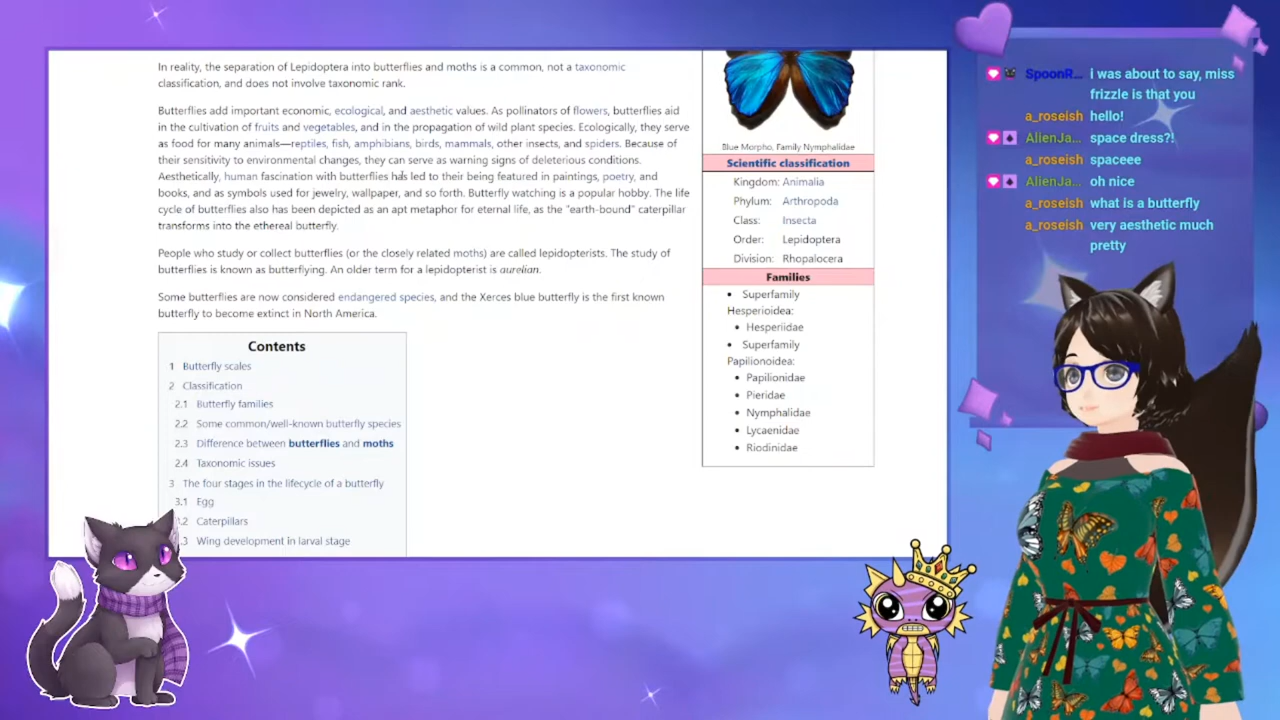 In reality, the separation of Lepidoptera into butterflies and moths is a common, not a taxonomic
classification, and does not involve taxonomic rank.
Butterflies add important economic, ecological, and aesthetic values. As pollinators of flowers, butterflies aid
in the cultivation of fruits and vegetables, and in the propagation of wild plant species. Ecologically, they serve
as food for many animals—reptiles, fish, amphibians, birds, mammals, other insects, and spiders. Because of
their sensitivity to environmental changes, they can serve as warning signs of deleterious conditions.
Aesthetically, human fascination with butterflies has led to their being featured in paintings, poetry, and
books, and as symbols used for jewelry, wallpaper, and so forth. Butterfly watching is a popular hobby. The life
cycle of butterflies also has been depicted as an apt metaphor for eternal life, as the "earth-bound" caterpillar
transforms into the ethereal butterfly.
People who study or collect butterflies (or the closely related moths) are called lepidopterists. The study of
butterflies is known as butterflying. An older term for a lepidopterist is aurelian.
Some butterflies are now considered endangered species, and the Xerces blue butterfly is the first known
butterfly to become extinct in North America.
Contents
1 Butterfly scales
2 Classification
2.1 Butterfly families
2.2 Some common/well-known butterfly species
2.3 Difference between butterflies and moths
2.4 Taxonomic issues
3 The four stages in the lifecycle of a butterfly
3.1 Egg
3.2 Caterpillars
3 Wing development in larval stage
Blue Morpho, Family Nymphalidae
Scientific classification
Kingdom: Animalia
Phylum: Arthropoda
Class: Insecta
Order: Lepidoptera
Division: Rhopalocera
Families
• Superfamily
Hesperioidea:
• Hesperiidae
• Superfamily
Papilionoidea:
• Papilionidae
• Pieridae
• Nymphalidae
• Lycaenidae
• Riodinidae
SpoonR... i was about to say, miss
frizzle is that you
a_roseish hello!
AlienJa... space dress?!
a_roseish spaceee
AlienJa... oh nice
a_roseish what is a butterfly
a_roseish very aesthetic much
pretty